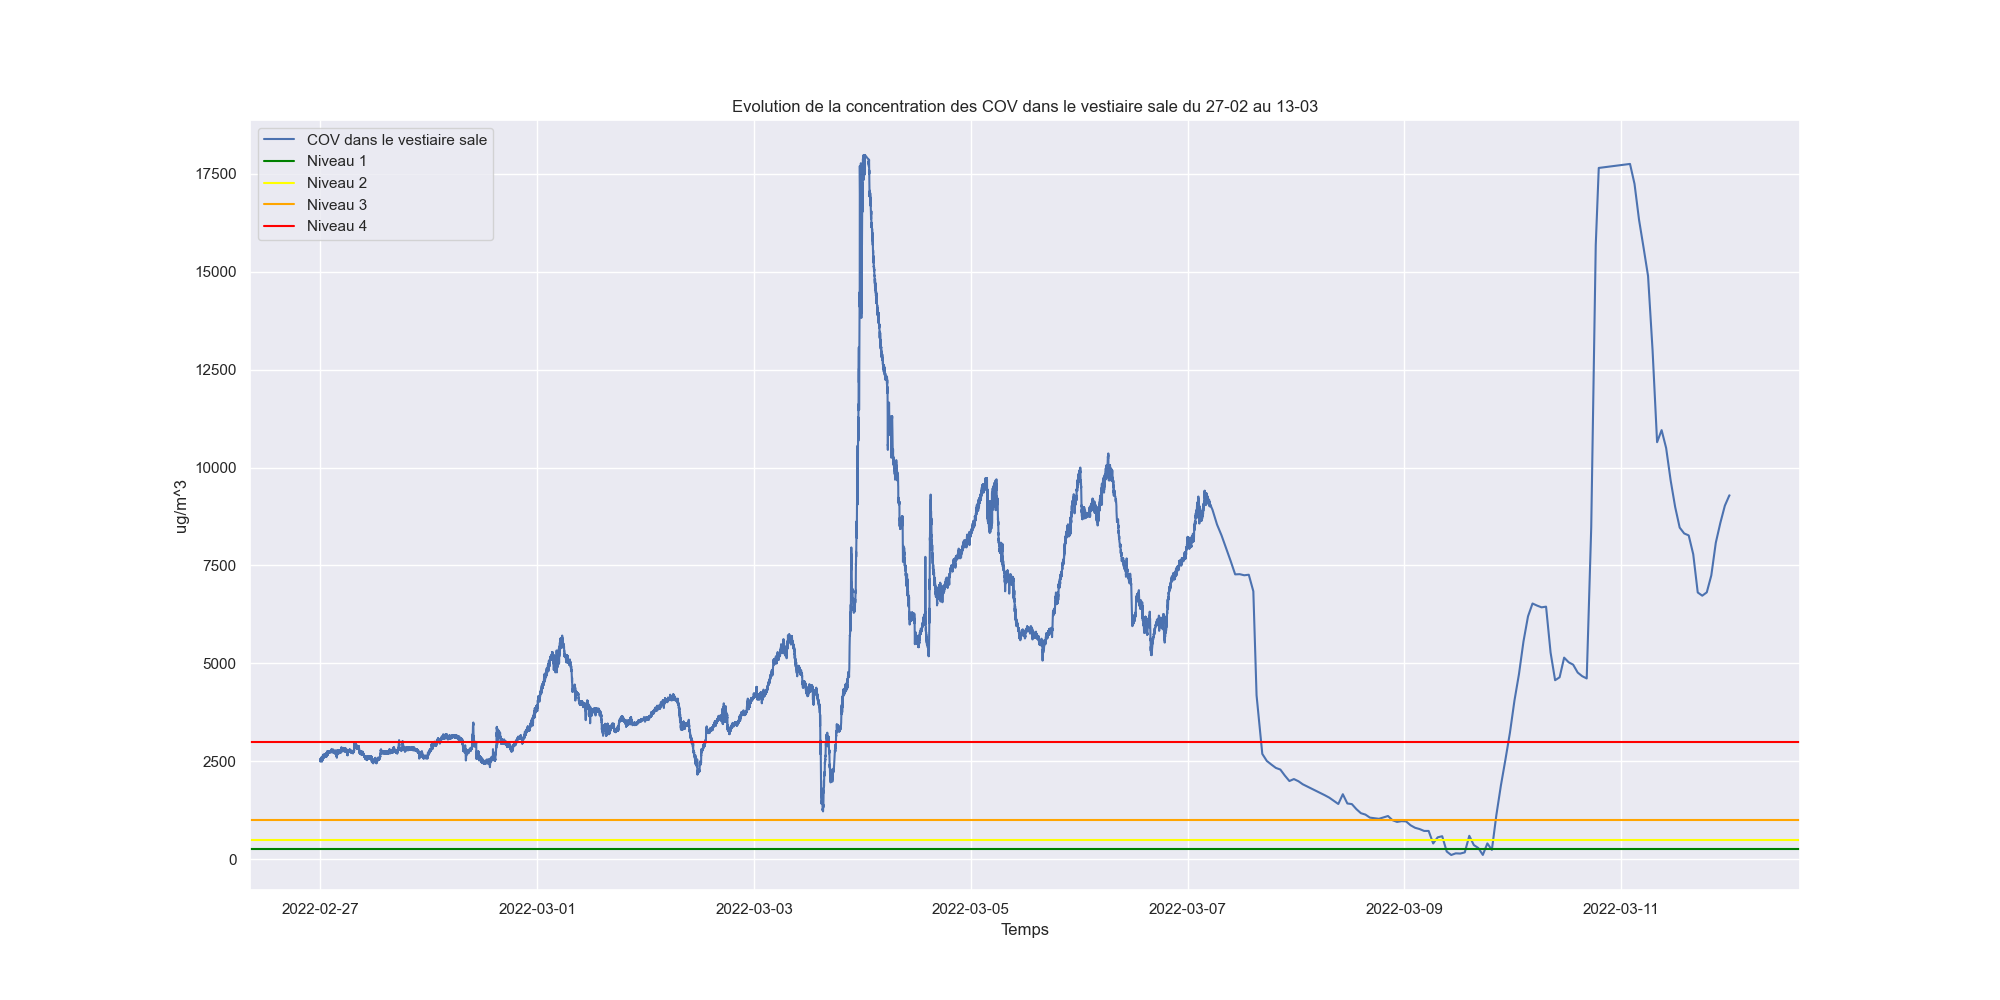 Evolution de la concentration des COV dans le vestiaire sale du 27-02 au 13-03
COV dans le vestiaire sale
Niveau 1
Niveau 2
Niveau 3
Niveau 4
17500
15000
12500
10000
7500
5000
2500
0
ug/m^3
2022-02-27
2022-03-01
2022-03-03
2022-03-05
2022-03-07
2022-03-09
2022-03-11
Temps